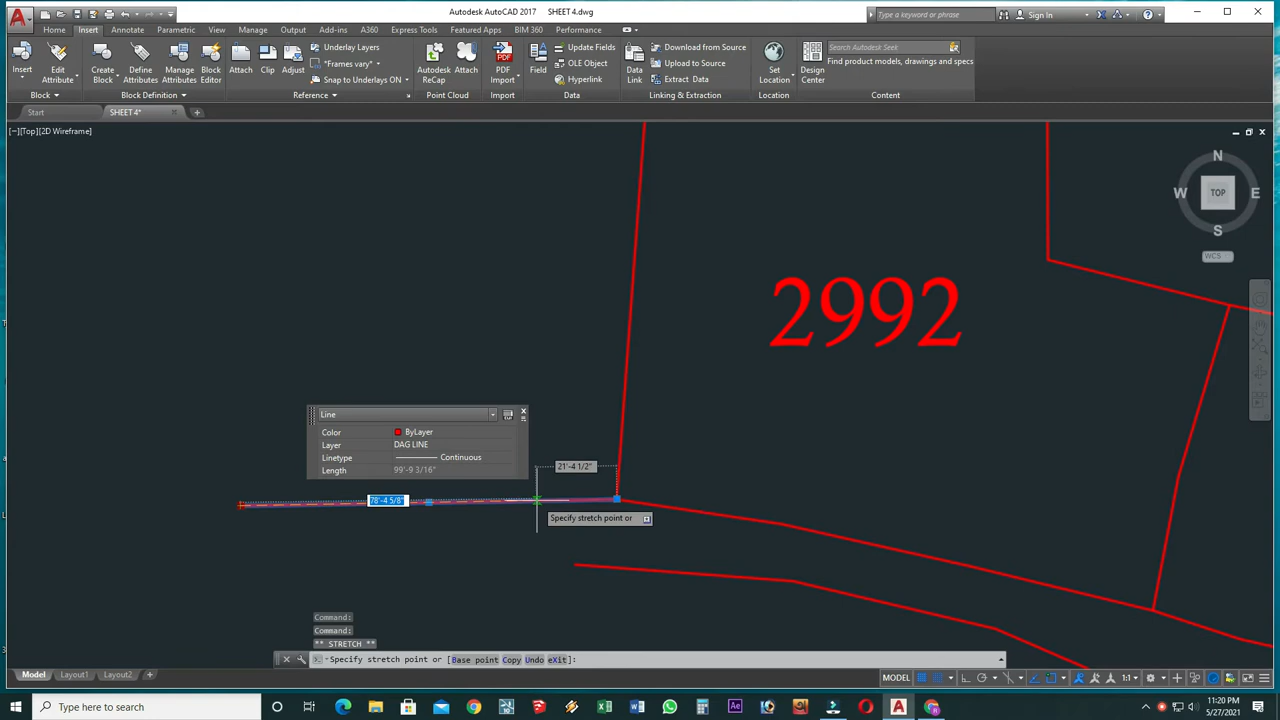 Autodesk AutoCAD 2017 SHEET 4.dwg
Type a keyword or phrase
Sign In
Home Insert Annotate Parametric View Manage Output Add-ins A360 Express Tools Featured Apps BIM 360 Performance
Insert
Edit Attribute
Create Block
Define Attributes
Manage Attributes
Block Editor
Attach
Clip
Adjust
Underlay Layers
*Frames vary*
Snap to Underlays ON
Autodesk ReCap
Attach
PDF
PDF Import
Field
Update Fields
OLE Object
Hyperlink
Data Link
Download from Source
Upload to Source
Extract Data
Set Location
Design Center
Search Autodesk Seek
Find product models, drawings and specs
Block Block Definition Reference Point Cloud Import Data Linking & Extraction Location Content
Start SHEET 4*
[−][Top][2D Wireframe]
N
W TOP E
S
WCS
2992
Line
Color ByLayer
Layer DAG LINE
Linetype Continuous
Length 99'-9 3/16"
21'-4 1/2"
78'-4 5/8"
Specify stretch point or
Command:
Command:
** STRETCH **
Specify stretch point or [Base point Copy Undo eXit]:
Model Layout1 Layout2
MODEL 1:1
Type here to search
11:20 PM
5/27/2021